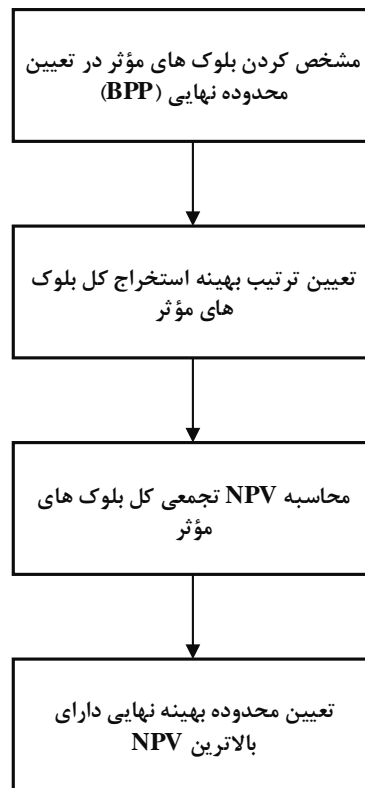 مشخص کردن بلوک های مؤثر در تعیین
محدوده نهایی (BPP)
تعیین ترتیب بهینه استخراج کل بلوک
های مؤثر
محاسبه NPV تجمعی کل بلوک های
مؤثر
تعیین محدوده بهینه نهایی دارای
بالاترین NPV